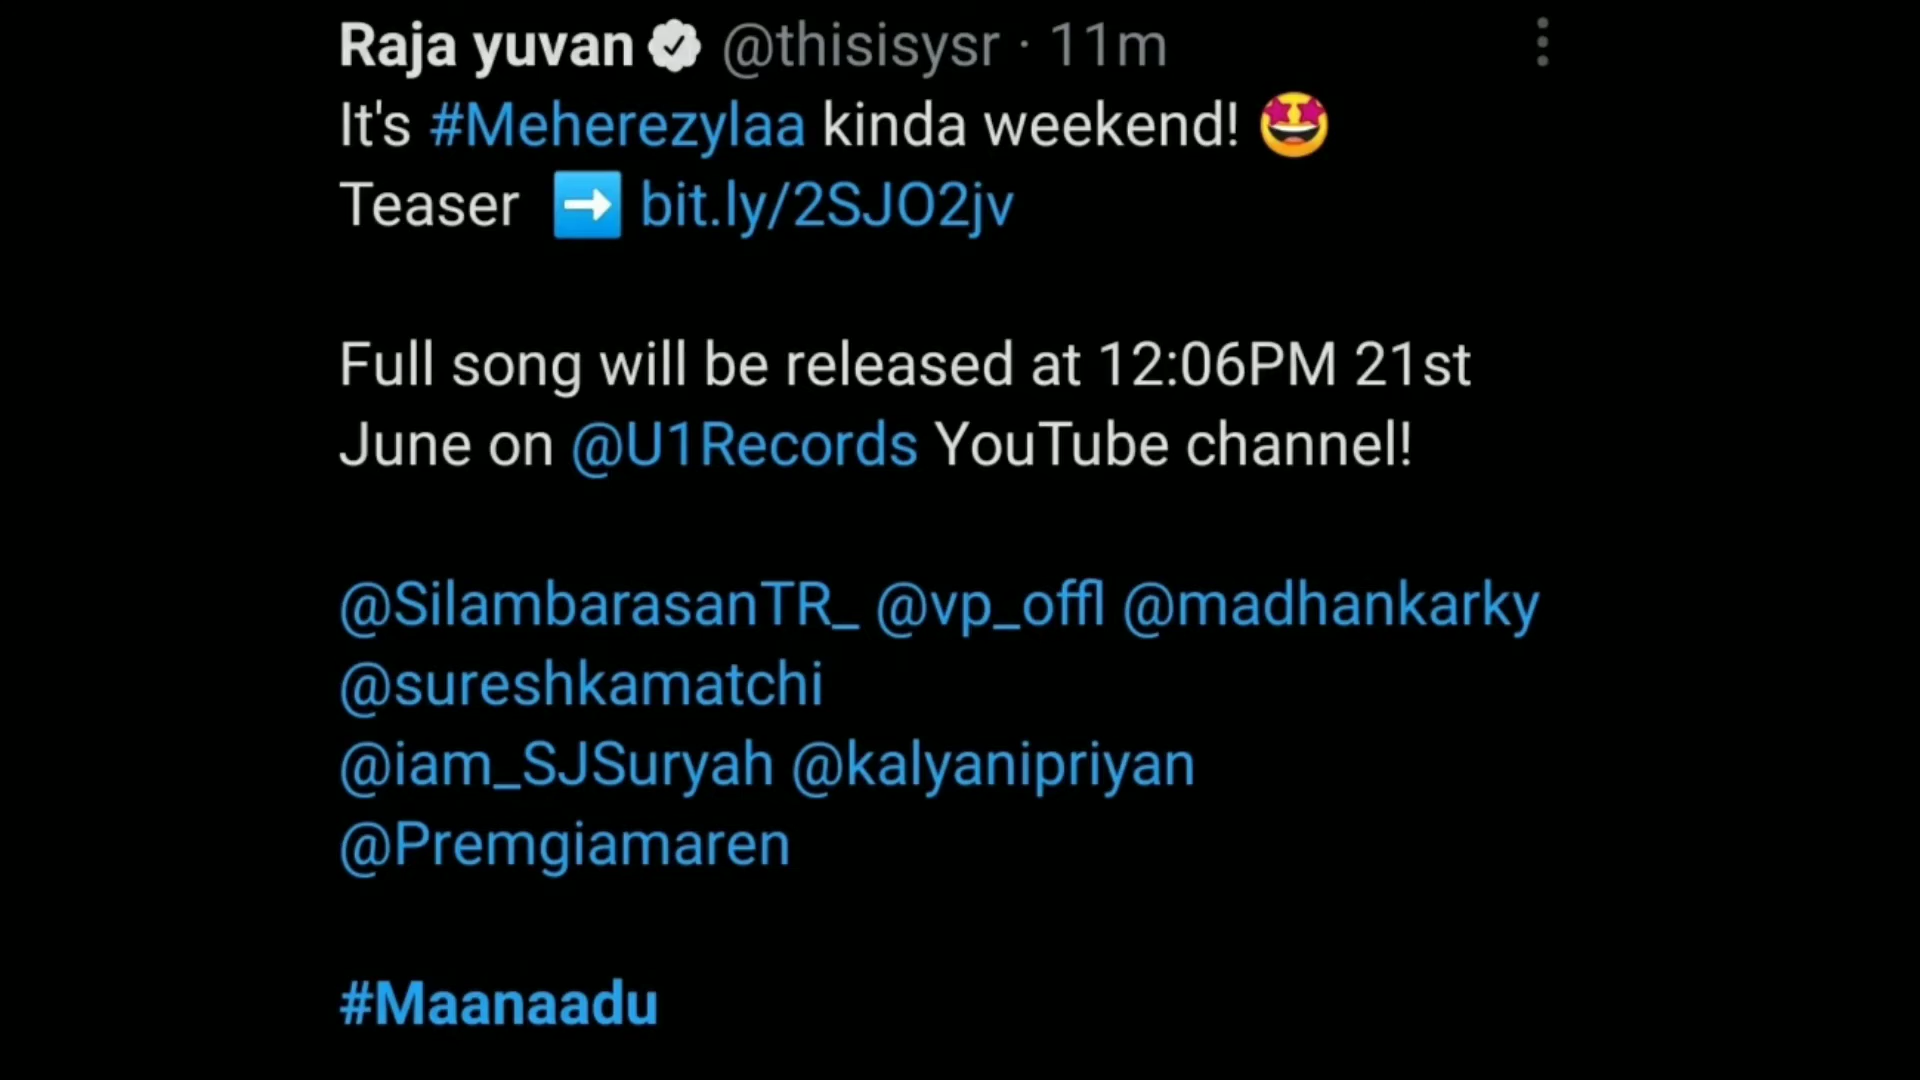 Raja yuvan @thisisysr · 11m
It's #Meherezylaa kinda weekend! 🤩
Teaser ➡️ bit.ly/2SJO2jv
Full song will be released at 12:06PM 21st
June on @U1Records YouTube channel!
@SilambarasanTR_ @vp_offl @madhankarky
@sureshkamatchi
@iam_SJSuryah @kalyanipriyan
@Premgiamaren
#Maanaadu